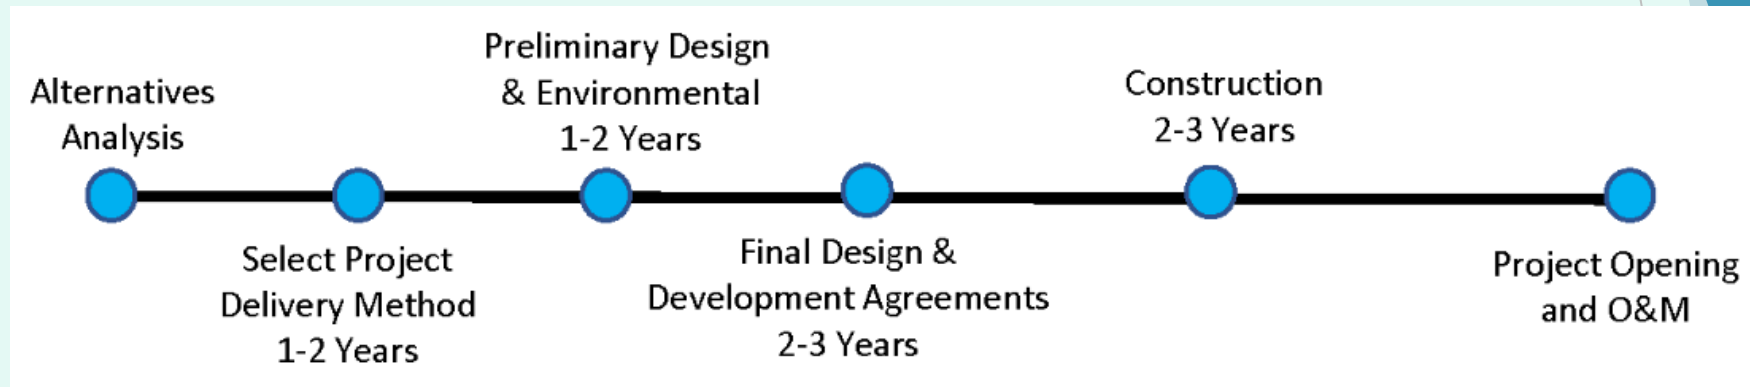 Alternatives
Analysis
Select Project
Delivery Method
1-2 Years
Preliminary Design
& Environmental
1-2 Years
Final Design &
Development Agreements
2-3 Years
Construction
2-3 Years
Project Opening
and O&M